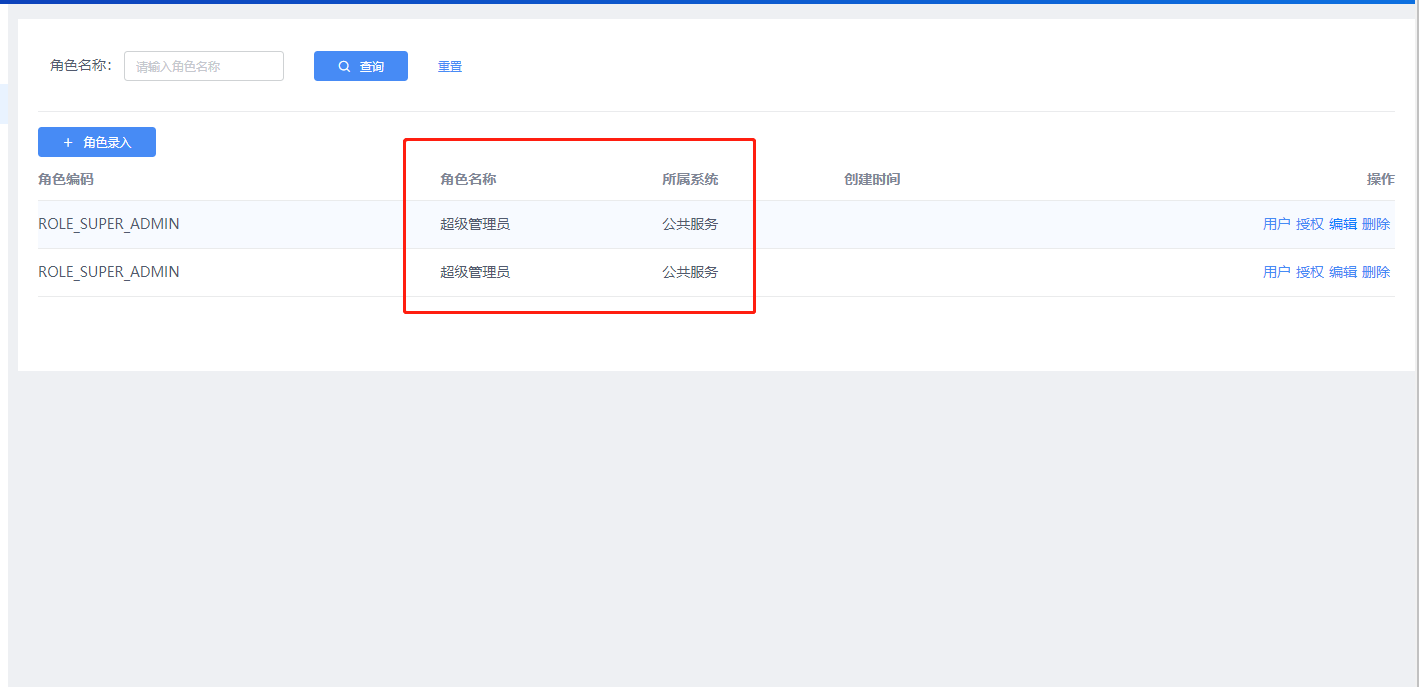 角色名称: 请输入角色名称 查询 重置
+ 角色录入
角色编码 角色名称 所属系统 创建时间 操作
ROLE_SUPER_ADMIN 超级管理员 公共服务 用户 授权 编辑 删除
ROLE_SUPER_ADMIN 超级管理员 公共服务 用户 授权 编辑 删除